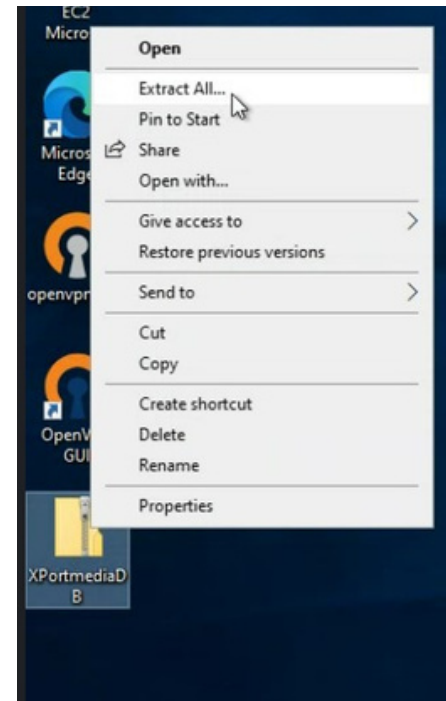 EC2
Micro
Open
Extract All...
Pin to Start
Micros
Edge
Share
Open with...
Give access to
Restore previous versions
openvpn
Send to
Cut
Copy
Create shortcut
OpenV
GUI
Delete
Rename
Properties
XPortmediaD
B